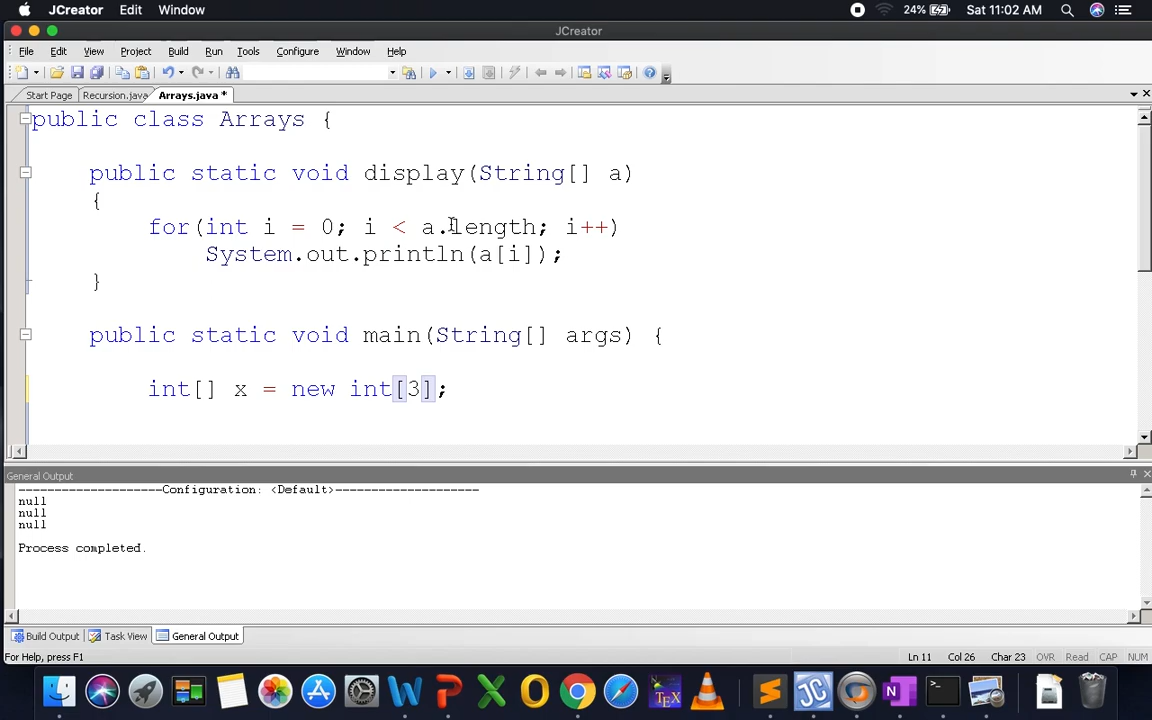 JCreator Edit Window 24% Sat 11:02 AM
JCreator
File Edit View Project Build Run Tools Configure Window Help
Start Page Recursion.java Arrays.java *
public class Arrays {
public static void display(String[] a)
{
for(int i = 0; i < a.length; i++)
System.out.println(a[i]);
}
public static void main(String[] args) {
int[] x = new int[3];
General Output
--------------------Configuration: <Default>--------------------
null
null
null
Process completed.
Build Output Task View General Output
For Help, press F1 Ln 11 Col 26 Char 23 OVR Read CAP NUM